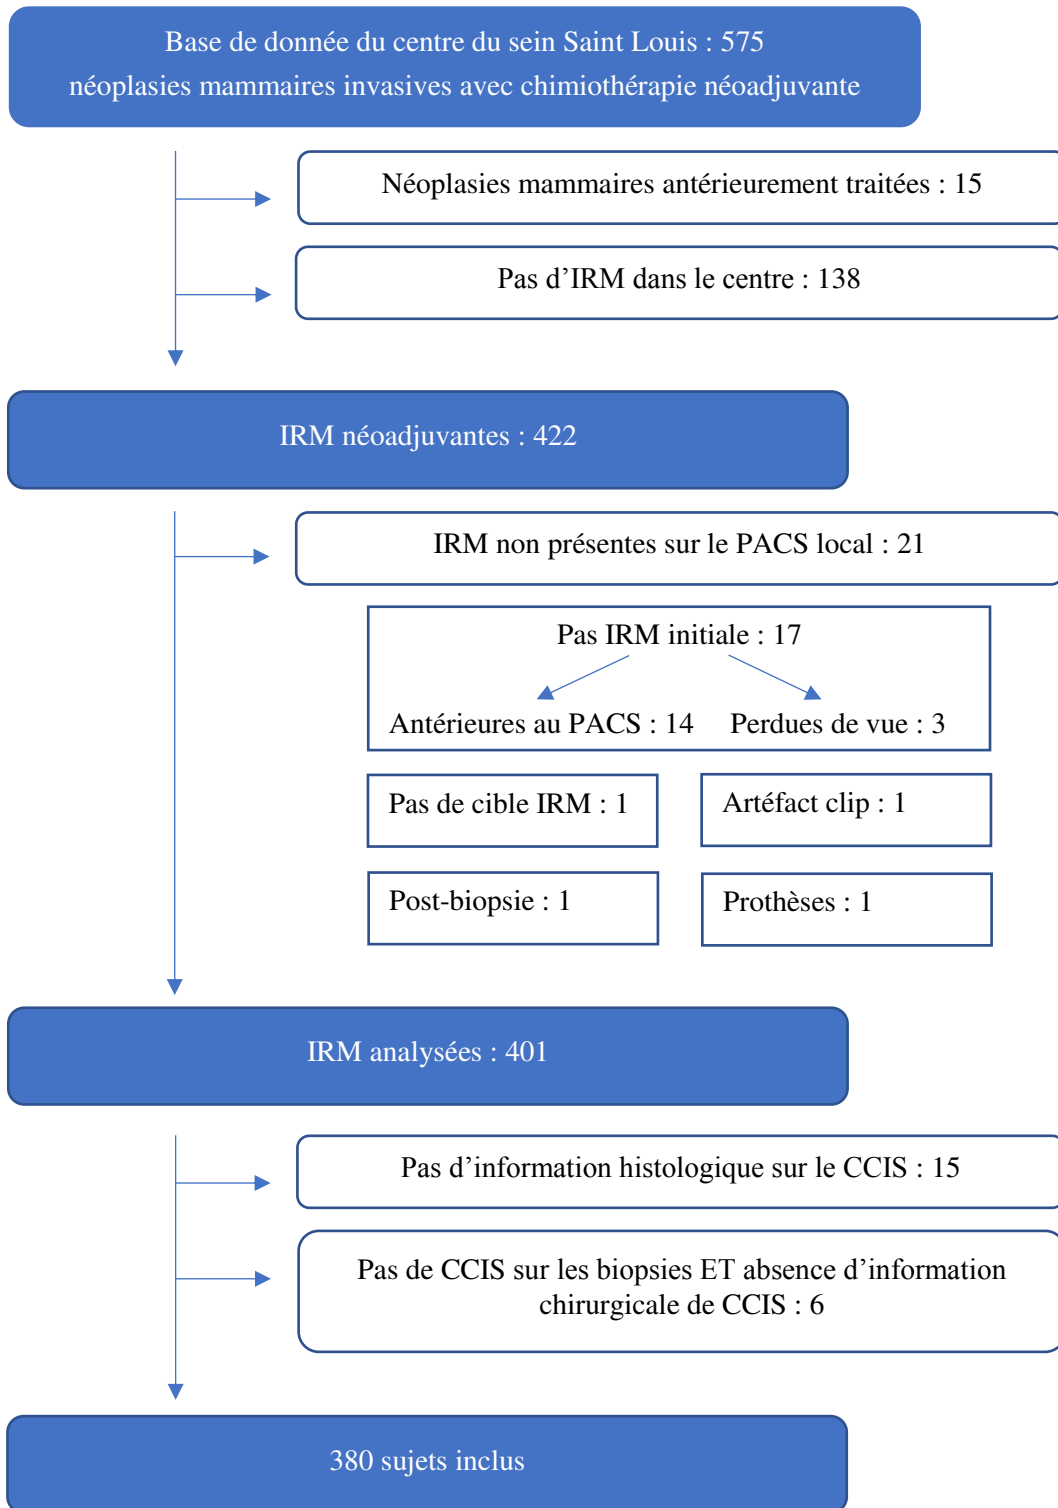 Base de donnée du centre du sein Saint Louis : 575
néoplasies mammaires invasives avec chimiothérapie néoadjuvante
Néoplasies mammaires antérieurement traitées : 15
Pas d’IRM dans le centre : 138
IRM néoadjuvantes : 422
IRM non présentes sur le PACS local : 21
Pas IRM initiale : 17
Antérieures au PACS : 14
Perdues de vue : 3
Pas de cible IRM : 1
Artéfact clip : 1
Post-biopsie : 1
Prothèses : 1
IRM analysées : 401
Pas d’information histologique sur le CCIS : 15
Pas de CCIS sur les biopsies ET absence d’information
chirurgicale de CCIS : 6
380 sujets inclus